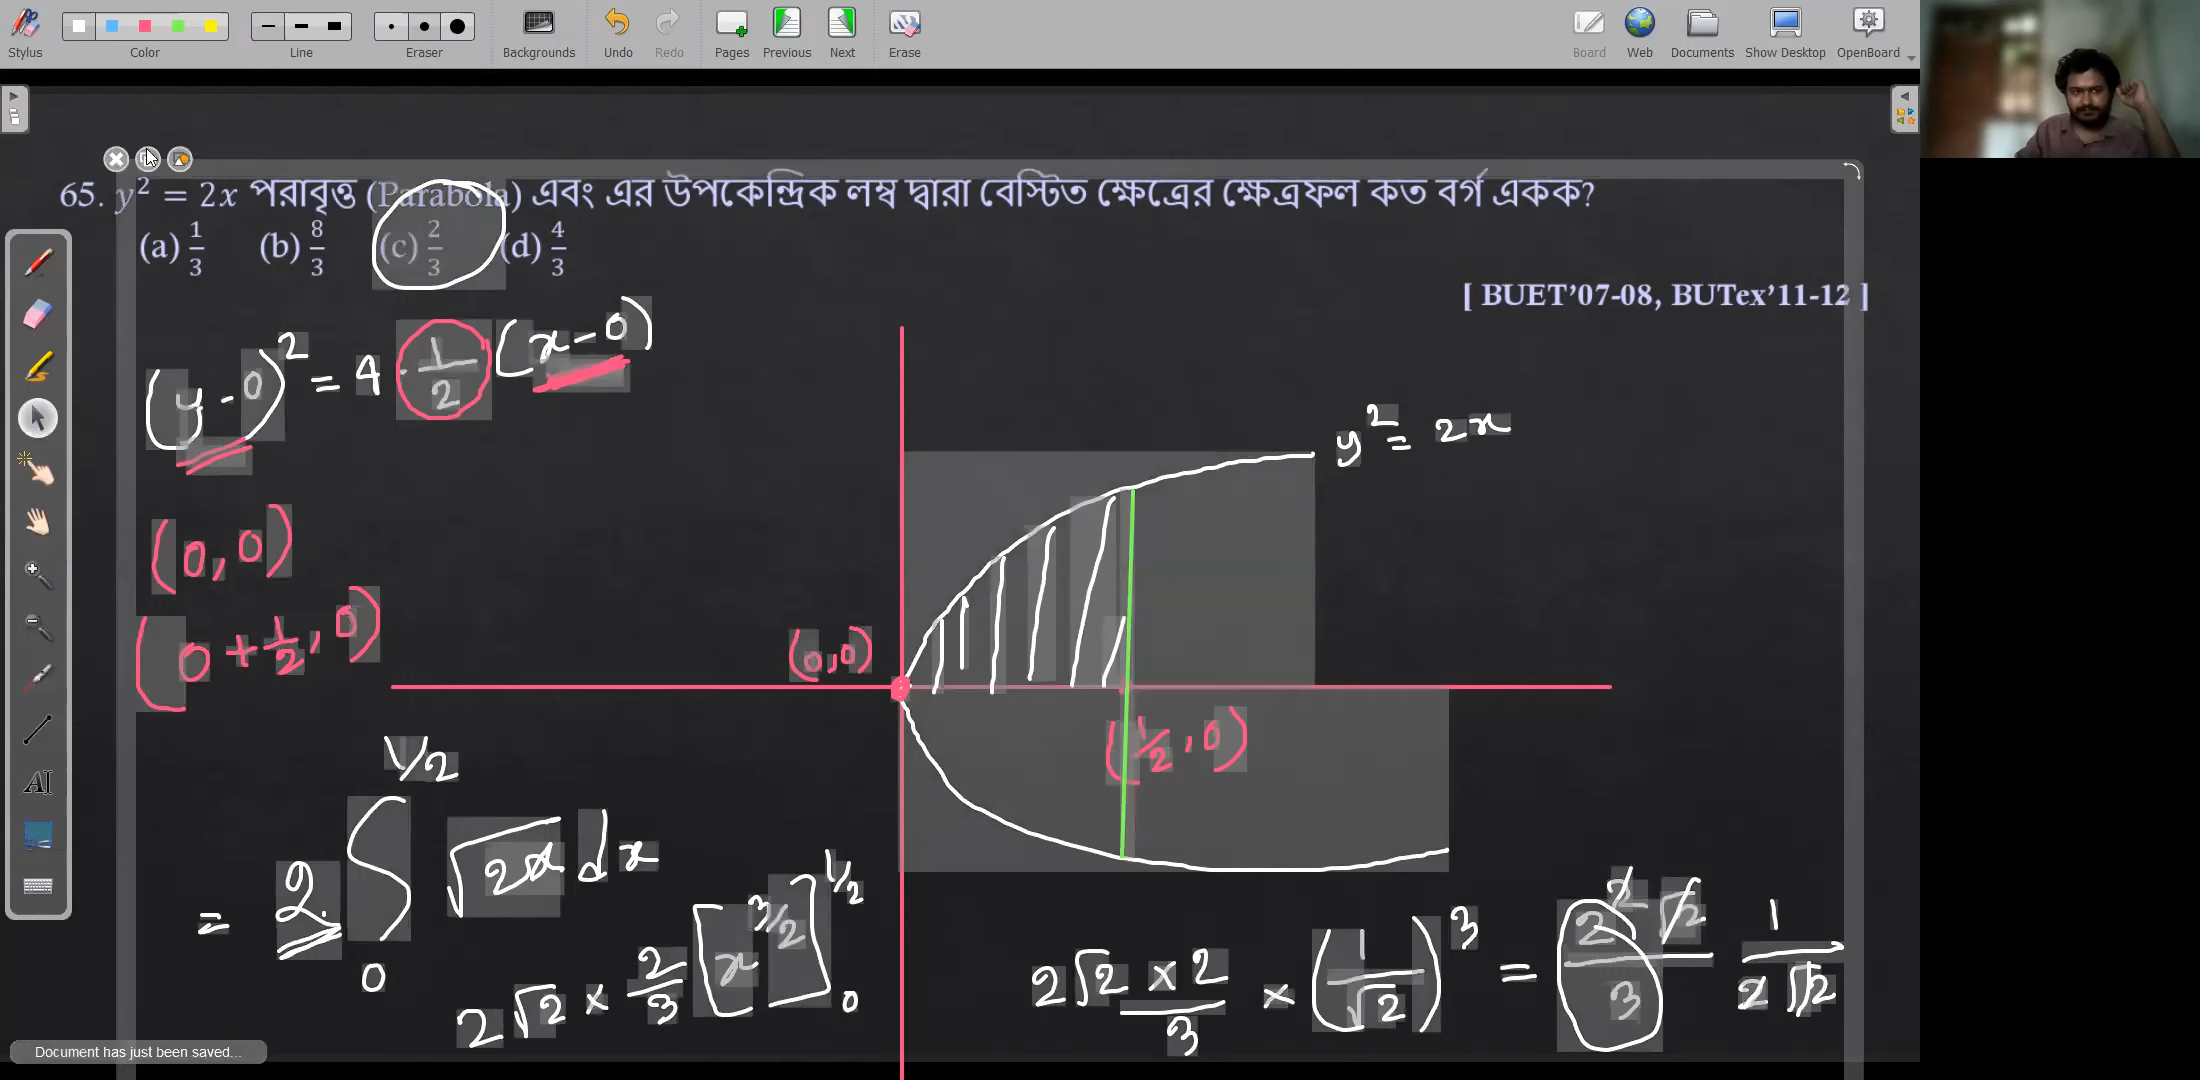 Stylus Color Line Eraser Backgrounds Undo Redo Pages Previous Next Erase Board Web Documents Show Desktop OpenBoard
65. y² = 2x পরাবৃত্ত (Parabola) এবং এর উপকেন্দ্রিক লম্ব দ্বারা বেস্টিত ক্ষেত্রের ক্ষেত্রফল কত বর্গ একক?
(a) 1/3 (b) 8/3 (c) 2/3 (d) 4/3
[ BUET’07-08, BUTex’11-12 ]
(y-0)² = 4 · 1/2 (x-0)
y² = 2x
(0,0)
(0+1/2, 0)
(0,0)
(1/2, 0)
= 2. ∫₀^1/2 √2x dx
2√2 × 2/3 [x^3/2]₀^1/2
2√2 × 2/3 × (1/√2)³ = 2² √2/3 1/2√2
AI
Document has just been saved...